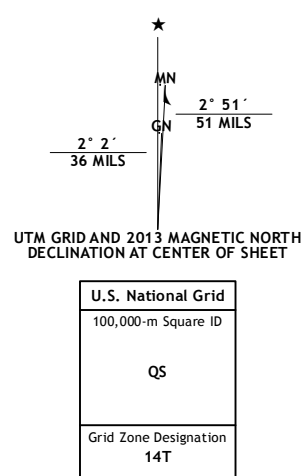 ★
MN
GN
2° 51´
51 MILS
2° 2´
36 MILS
UTM GRID AND 2013 MAGNETIC NORTH
DECLINATION AT CENTER OF SHEET
U.S. National Grid
100,000-m Square ID
QS
Grid Zone Designation
14T